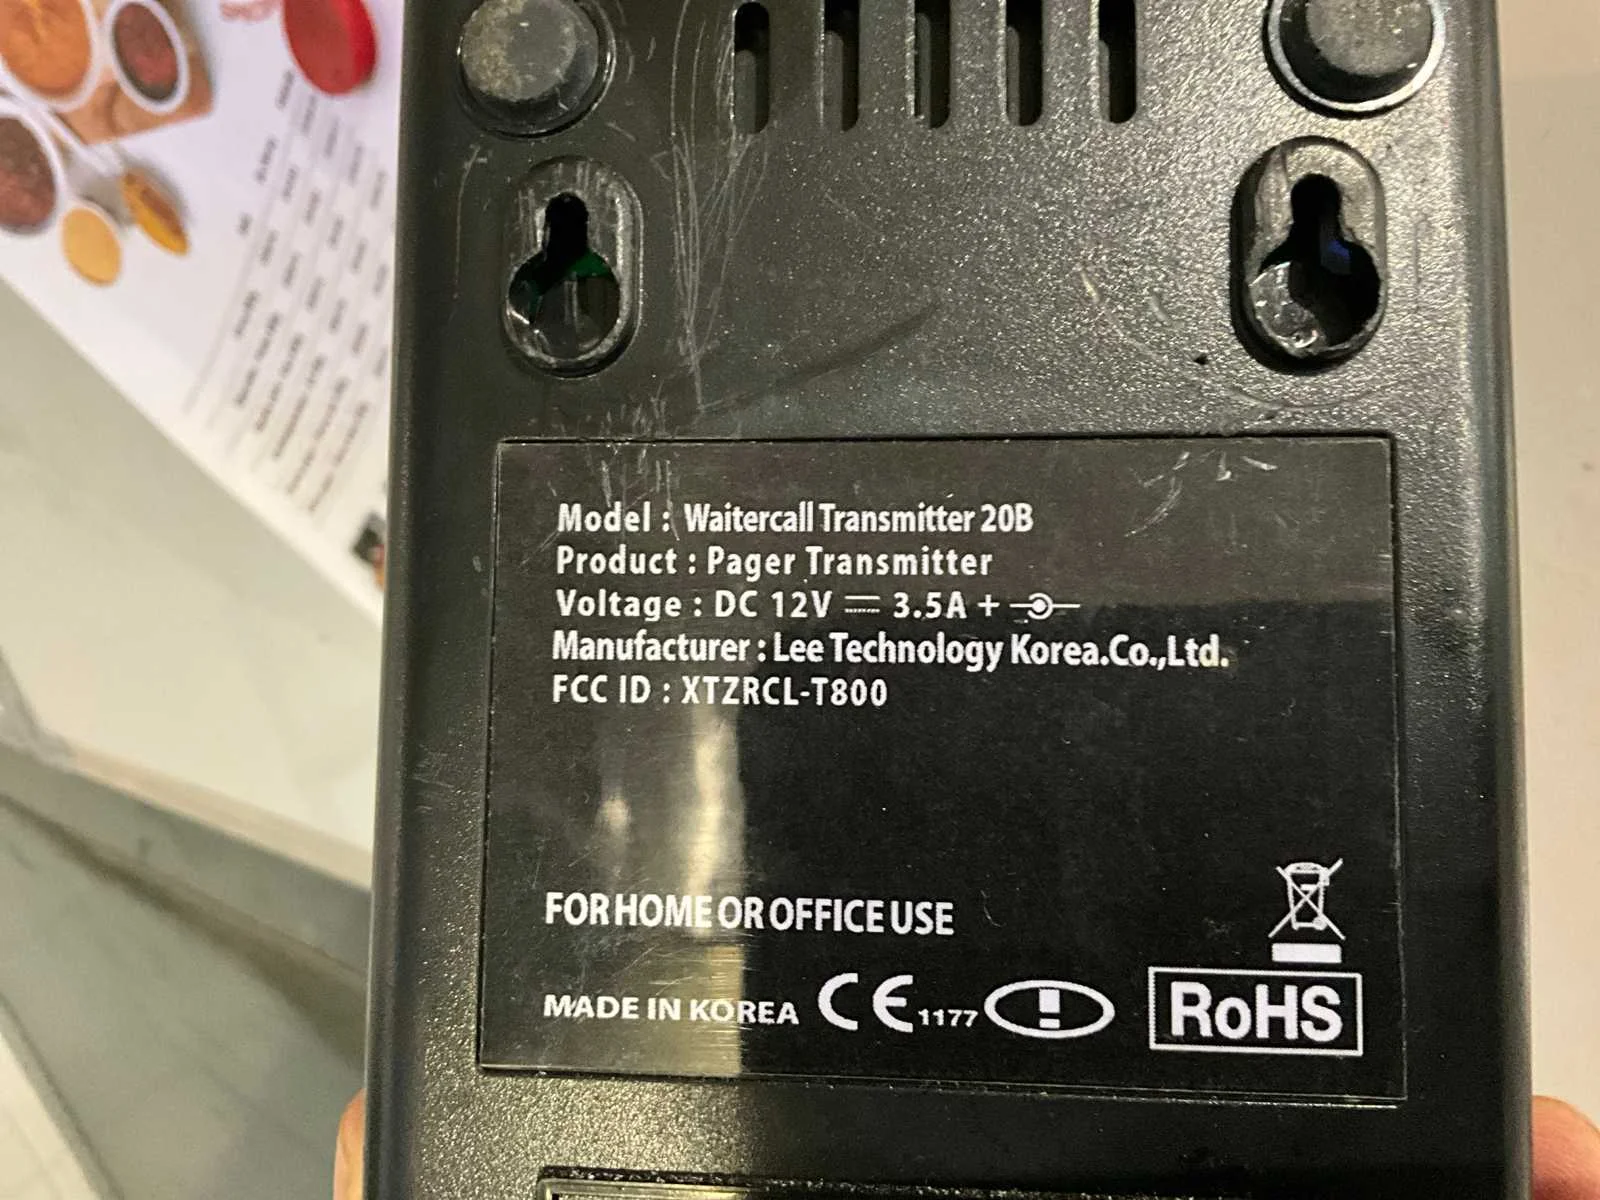 Model : Waitercall Transmitter 20B
Product : Pager Transmitter
Voltage : DC 12V 3.5A +
Manufacturer : Lee Technology Korea.Co.,Ltd.
FCC ID : XTZRCL-T800
FOR HOME OR OFFICE USE
MADE IN KOREA CE 1177 ! RoHS